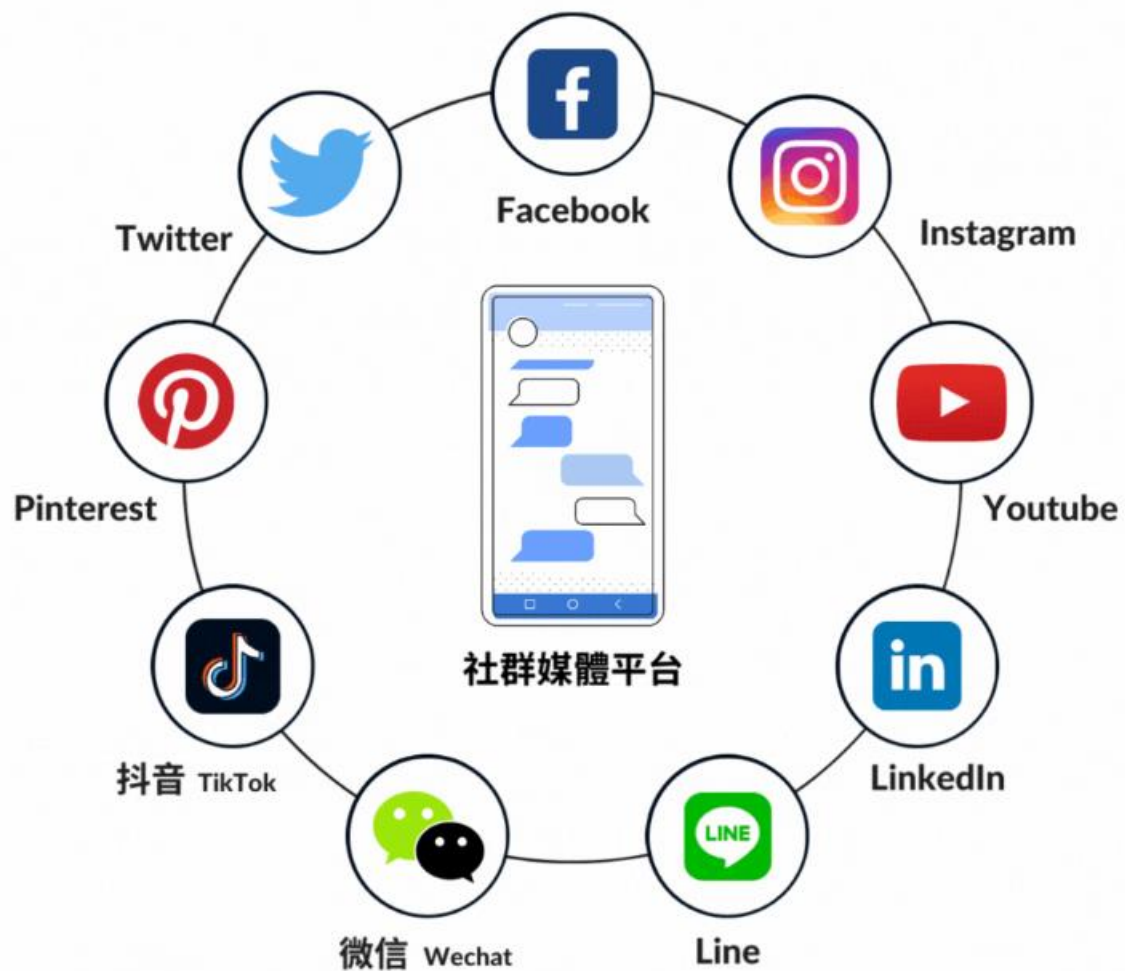 Facebook
Twitter
Instagram
Pinterest
Youtube
社群媒體平台
in
抖音 TikTok
LinkedIn
LINE
微信 Wechat
Line